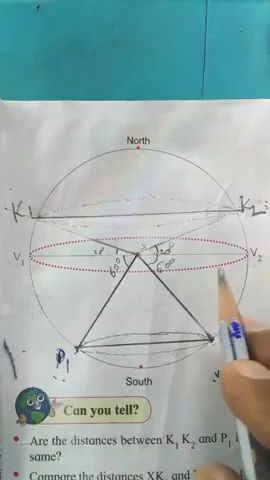 North
K1
K2
X
V1
V2
60°
P1
South
Can you tell?
• Are the distances between K1 K2 and P1
same?
• Compare the distances XK and